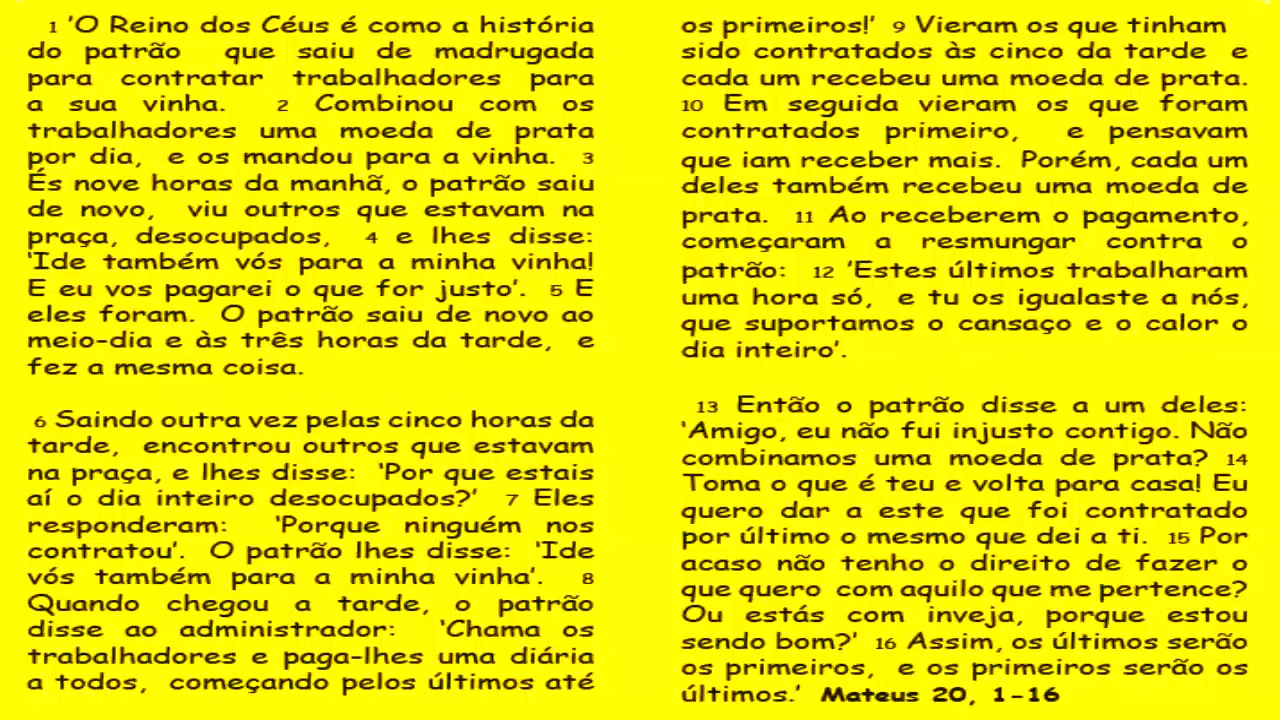 1 'O Reino dos Céus é como a história
do patrão que saiu de madrugada
para contratar trabalhadores para
a sua vinha. 2 Combinou com os
trabalhadores uma moeda de prata
por dia, e os mandou para a vinha. 3
És nove horas da manhã, o patrão saiu
de novo, viu outros que estavam na
praça, desocupados, 4 e lhes disse:
'Ide também vós para a minha vinha!
E eu vos pagarei o que for justo'. 5 E
eles foram. O patrão saiu de novo ao
meio-dia e às três horas da tarde, e
fez a mesma coisa.
6 Saindo outra vez pelas cinco horas da
tarde, encontrou outros que estavam
na praça, e lhes disse: 'Por que estais
aí o dia inteiro desocupados?' 7 Eles
responderam: 'Porque ninguém nos
contratou'. O patrão lhes disse: 'Ide
vós também para a minha vinha'. 8
Quando chegou a tarde, o patrão
disse ao administrador: 'Chama os
trabalhadores e paga-lhes uma diária
a todos, começando pelos últimos até
os primeiros!' 9 Vieram os que tinham
sido contratados às cinco da tarde e
cada um recebeu uma moeda de prata.
10 Em seguida vieram os que foram
contratados primeiro, e pensavam
que iam receber mais. Porém, cada um
deles também recebeu uma moeda de
prata. 11 Ao receberem o pagamento,
começaram a resmungar contra o
patrão: 12 'Estes últimos trabalharam
uma hora só, e tu os igualaste a nós,
que suportamos o cansaço e o calor o
dia inteiro'.
13 Então o patrão disse a um deles:
'Amigo, eu não fui injusto contigo. Não
combinamos uma moeda de prata? 14
Toma o que é teu e volta para casa! Eu
quero dar a este que foi contratado
por último o mesmo que dei a ti. 15 Por
acaso não tenho o direito de fazer o
que quero com aquilo que me pertence?
Ou estás com inveja, porque estou
sendo bom?' 16 Assim, os últimos serão
os primeiros, e os primeiros serão os
últimos.' Mateus 20, 1-16